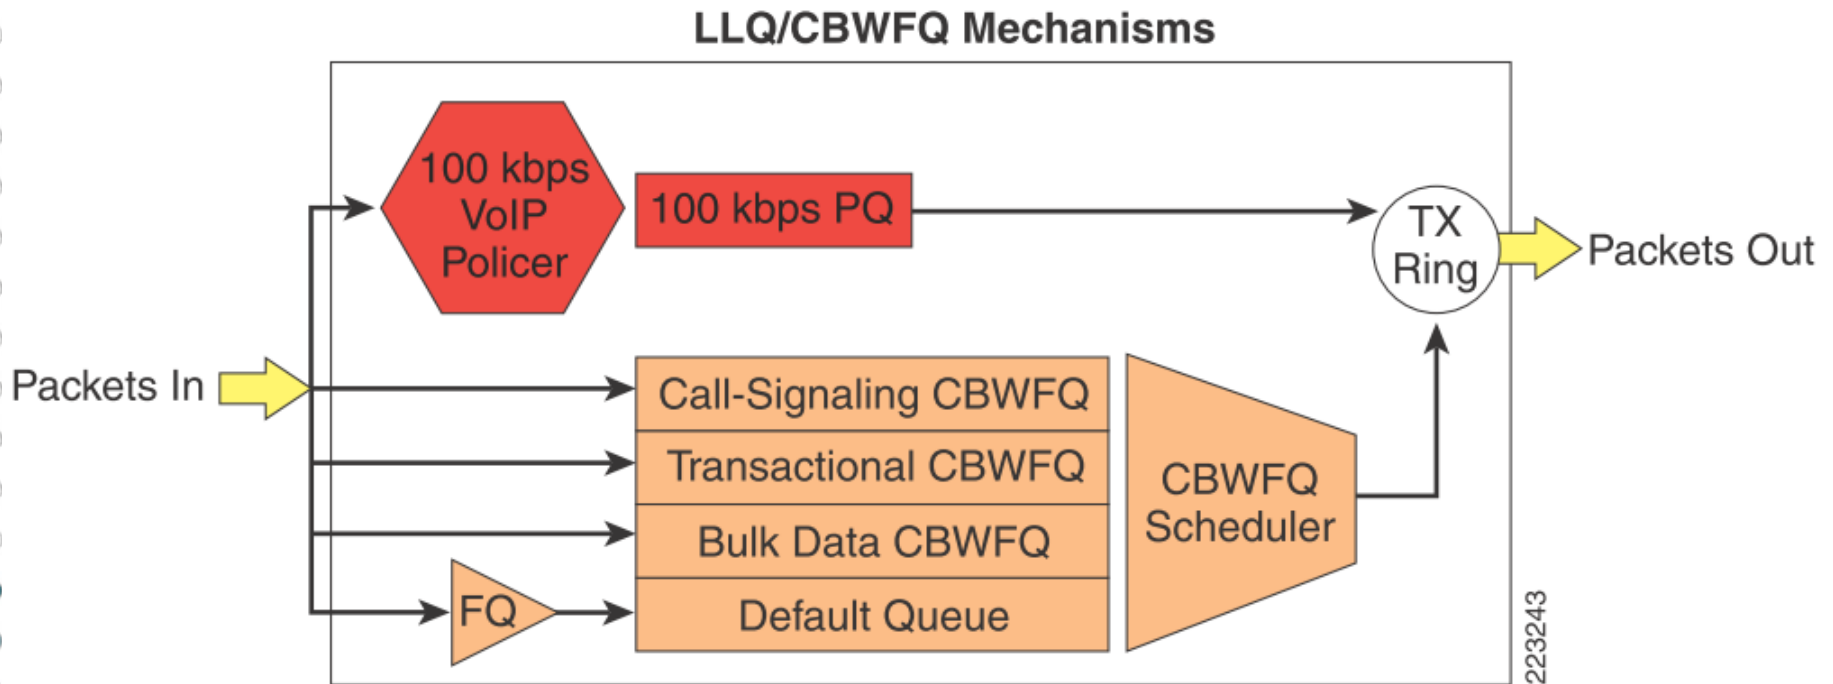 LLQ/CBWFQ Mechanisms
100 kbps
VoIP
Policer
100 kbps PQ
TX
Ring
Packets Out
Packets In
Call-Signaling CBWFQ
Transactional CBWFQ
Bulk Data CBWFQ
FQ
Default Queue
CBWFQ
Scheduler
223243